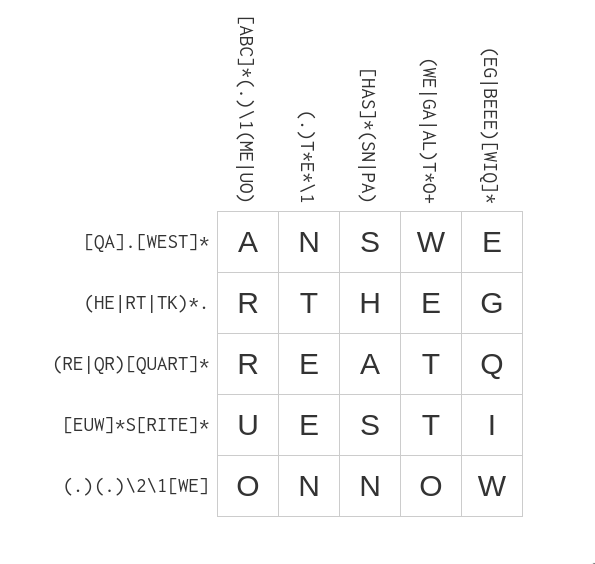 [ABC]*(.)\1(ME|UO)
(.)T*E*\1
[HAS]*(SN|PA)
(WE|GA|AL)T*O+
(EG|BEEE)[WIQ]*
[QA].[WEST]* A N S W E
(HE|RT|TK)*. R T H E G
(RE|QR)[QUART]* R E A T Q
[EUW]*S[RITE]* U E S T I
(.)(.)\2\1[WE] O N N O W